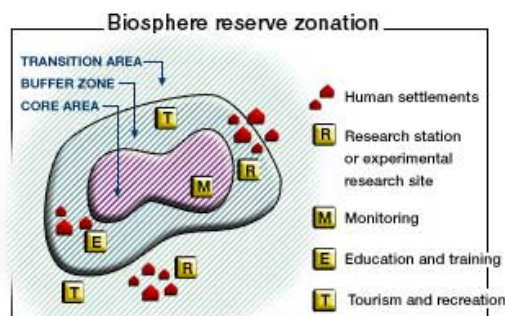 Biosphere reserve zonation
TRANSITION AREA
BUFFER ZONE
CORE AREA
T
R
M
E
R
T
Human settlements
R
Research station
or experimental
research site
M
Monitoring
E
Education and training
T
Tourism and recreation